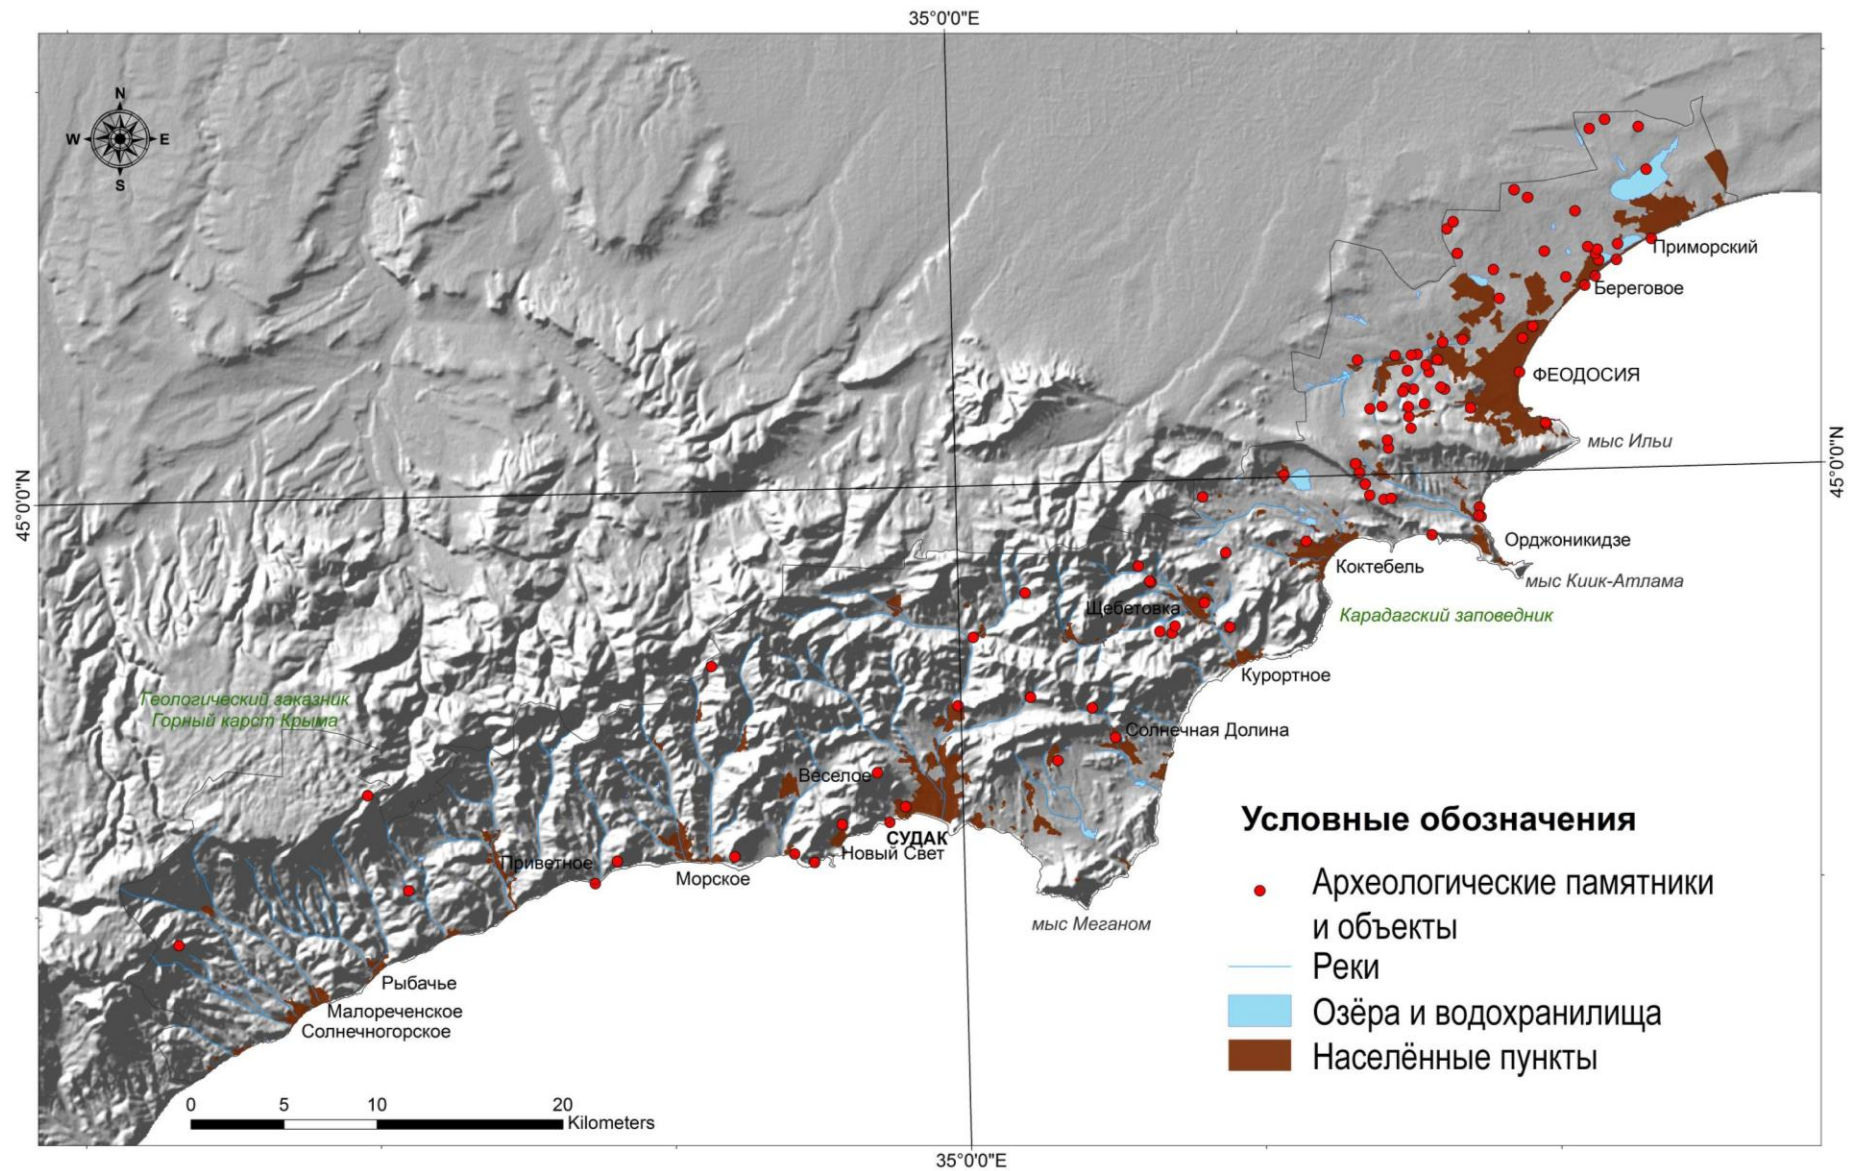 35°0'0"E
N
W
E
S
Приморский
Береговое
ФЕОДОСИЯ
мыс Ильи
45°0'0"N
45°0'0"N
Орджоникидзе
Коктебель
мыс Киик-Атлама
Щебетовка
Карадагский заповедник
Курортное
Геологический заказник
Горный карст Крыма
Солнечная Долина
Веселое
СУДАК
Новый Свет
Приветное
Морское
мыс Меганом
Рыбачье
Малореченское
Солнечногорское
Условные обозначения
Археологические памятники
и объекты
Реки
Озёра и водохранилища
Населённые пункты
0 5 10 20
Kilometers
35°0'0"E